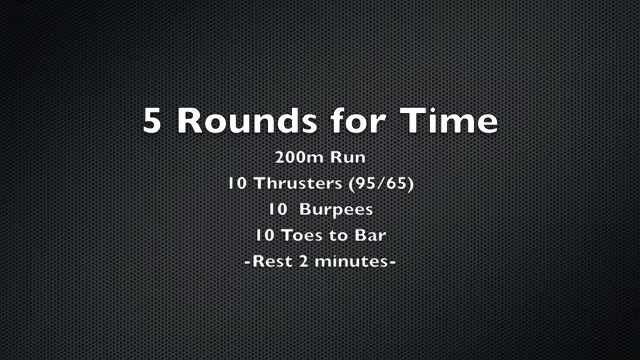 5 Rounds for Time
200m Run
10 Thrusters (95/65)
10 Burpees
10 Toes to Bar
-Rest 2 minutes-